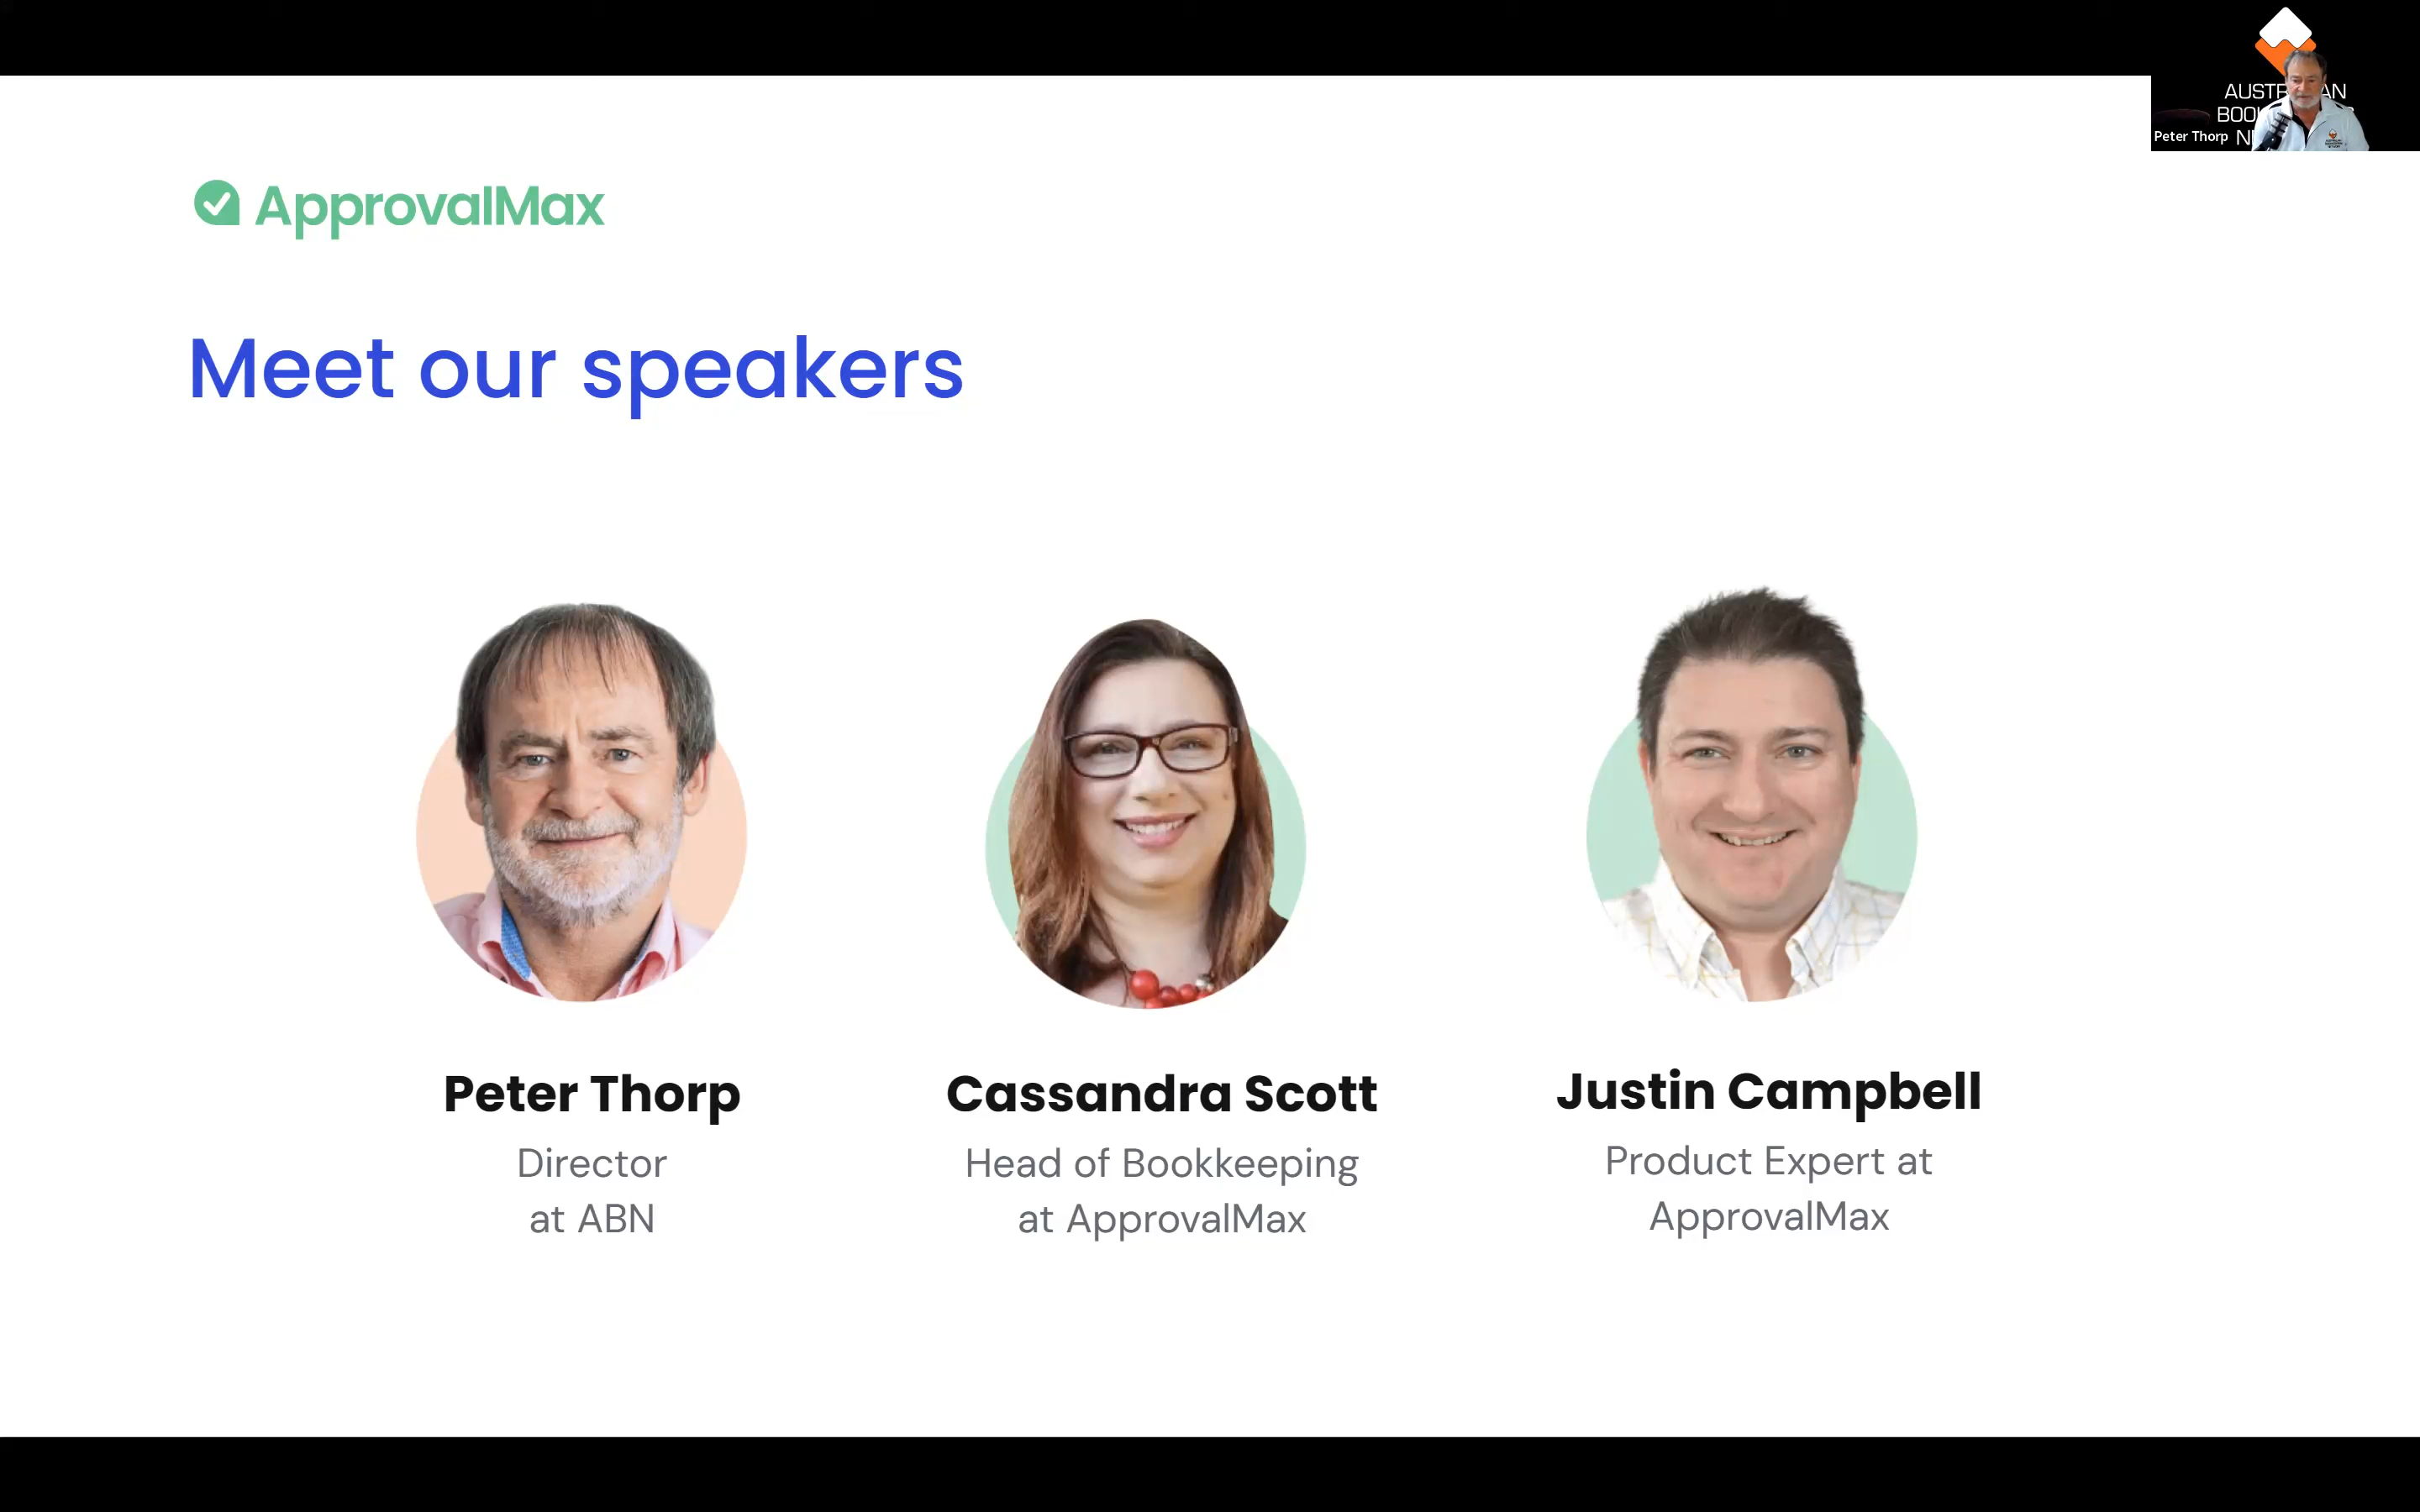 AUSTRALIAN
Peter Thorp
ApprovalMax
Meet our speakers
Peter Thorp
Director
at ABN
Cassandra Scott
Head of Bookkeeping
at ApprovalMax
Justin Campbell
Product Expert at
ApprovalMax